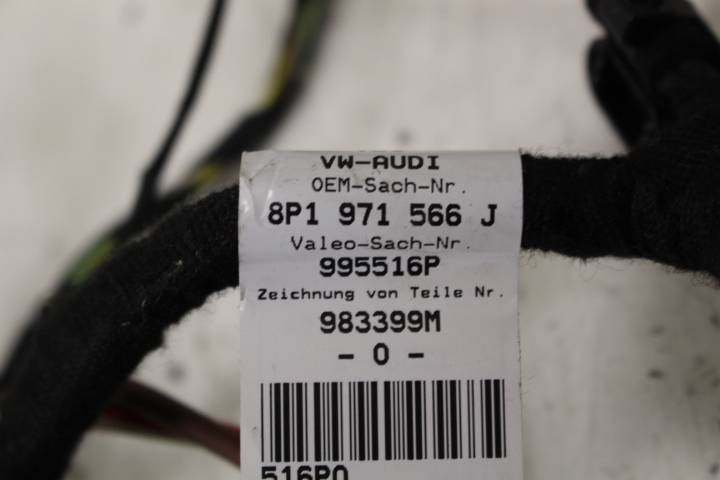 VW-AUDI
OEM-Sach-Nr.
8P1 971 566 J
Valeo-Sach-Nr.
995516P
Zeichnung von Teile Nr.
983399M
- 0 -
516P0